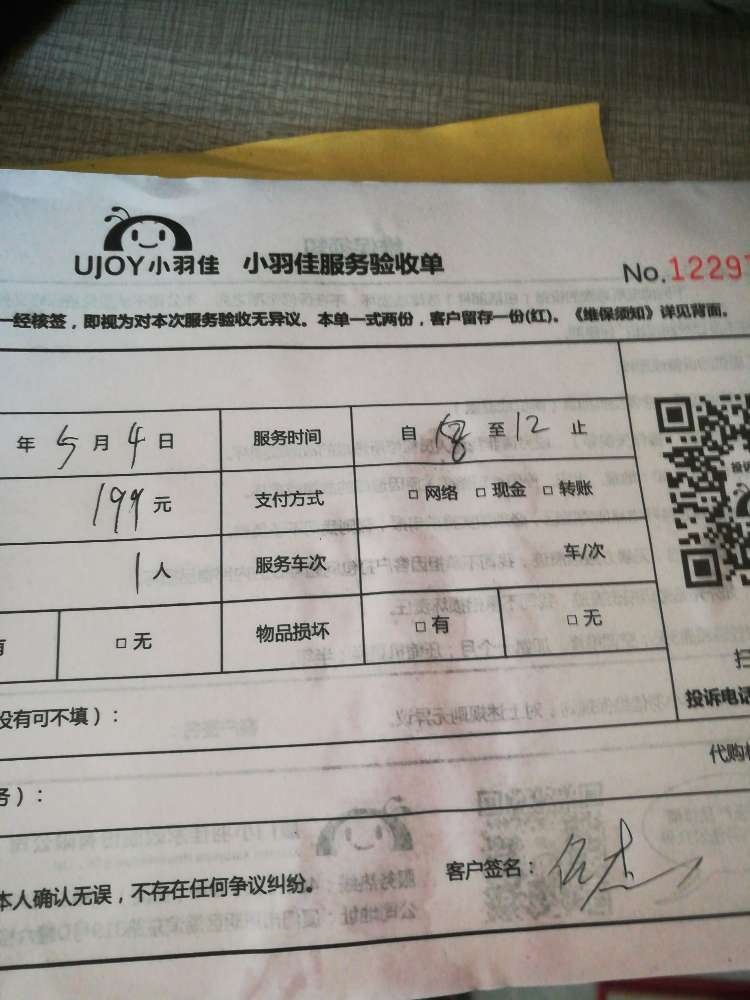 UJOY小羽佳 小羽佳服务验收单
No.12297
一经核签，即视为对本次服务验收无异议。本单一式两份，客户留存一份(红)。《维保须知》详见背面。
年 5 月 4 日 服务时间 自 8 至 12 止
199 元 支付方式 □ 网络 □ 现金 □ 转账
1 人 服务车次 车/次
□ 无 物品损坏 □ 有 □ 无
没有可不填）：
投诉电话
代购
务）：
本人确认无误，不存在任何争议纠纷。 客户签名：